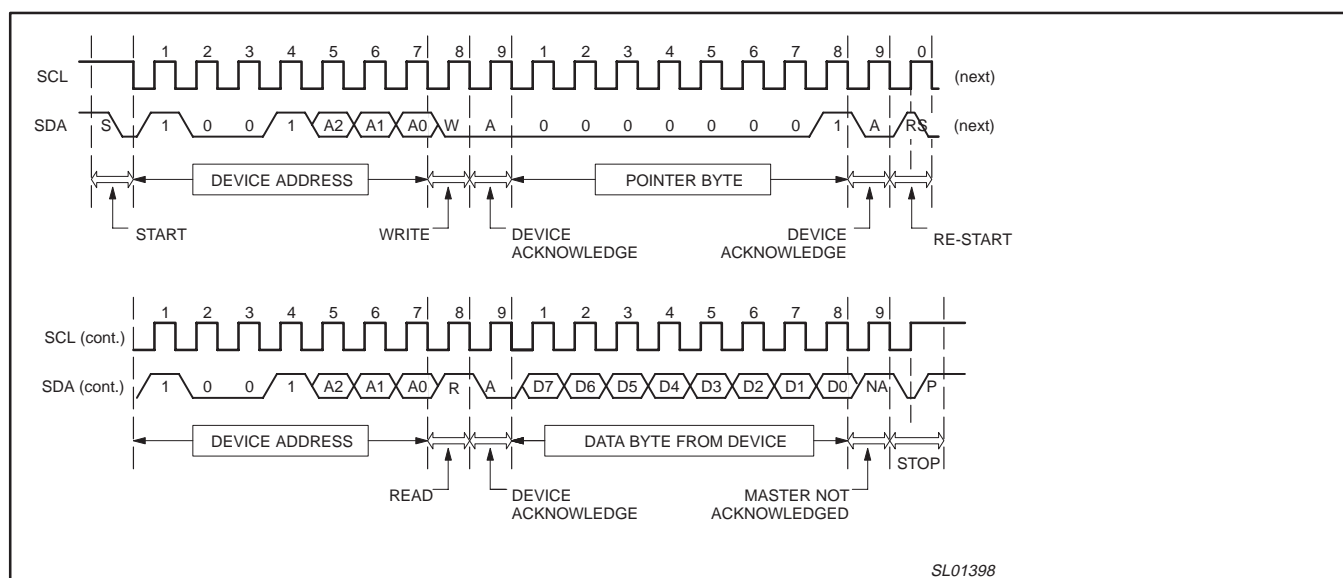 1 2 3 4 5 6 7 8 9 1 2 3 4 5 6 7 8 9 0
SCL (next)
SDA S 1 0 0 1 A2 A1 A0 W A 0 0 0 0 0 0 0 1 A RS (next)
DEVICE ADDRESS POINTER BYTE
START WRITE DEVICE ACKNOWLEDGE DEVICE ACKNOWLEDGE RE-START
1 2 3 4 5 6 7 8 9 1 2 3 4 5 6 7 8 9
SCL (cont.)
SDA (cont.) 1 0 0 1 A2 A1 A0 R A D7 D6 D5 D4 D3 D2 D1 D0 NA P
DEVICE ADDRESS DATA BYTE FROM DEVICE STOP
READ DEVICE ACKNOWLEDGE MASTER NOT ACKNOWLEDGED
SL01398